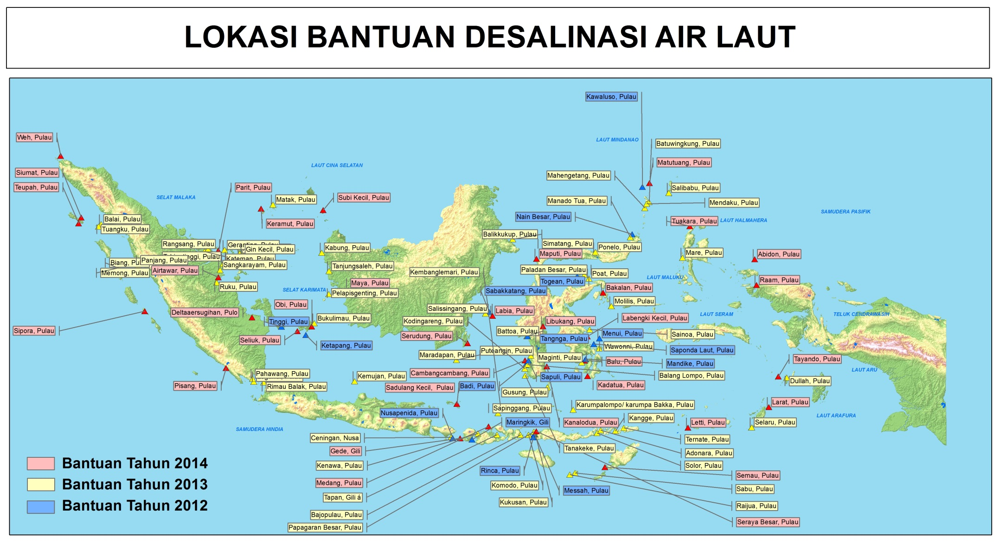 LOKASI BANTUAN DESALINASI AIR LAUT
Kawaluso, Pulau
Weh, Pulau
LAUT MINDANAO
Batuwingkung, Pulau
Matutuang, Pulau
LAUT CINA SELATAN
Siumat, Pulau
Mahengetang, Pulau
Teupah, Pulau
Parit, Pulau
Salibabu, Pulau
SELAT MALAKA
Matak, Pulau
Subi Kecil, Pulau
Manado Tua, Pulau
Mendaku, Pulau
SAMUDERA PASIFIK
Balai, Pulau
Nain Besar, Pulau
Tuakara, Pulau
LAUT HALMAHERA
Keramut, Pulau
Tuangku, Pulau
Balikkukup, Pulau
Rangsang, Pulau
Geranting, Pulau
Gin Kecil, Pulau
Kabung, Pulau
Simatang, Pulau
Ponelo, Pulau
Mare, Pulau
Maputi, Pulau
Abidon, Pulau
tinggi, Pulau
Kateman, Pulau
Panjang, Pulau
Biang, Pu
Sangkarayam, Pulau
Tanjungsaleh, Pulau
Airtawar, Pulau
Memong, Pulau
Kembanglemari, Pulau
Paladan Besar, Pulau
Poat, Pulau
LAUT MALUKU
Togean, Pulau
Raam, Pulau
Maya, Pulau
Ruku, Pulau
Bakalan, Pulau
SELAT KARIMATA
Sabakkatang, Pulau
Pelapisgenting, Pulau
Obi, Pulau
Molilis, Pulau
Salissingang, Pulau
Labia, Pulau
Deltaaersugihan, Pulo
LAUT SERAM
TELUK CENDRAWASIH
Tinggi, Pulau
Bukulimau, Pulau
Kodingareng, Pulau
Libukang, Pulau
Labengki Kecil, Pulau
Sipora, Pulau
Battoa, Pulau
Menui, Pulau
Sainoa, Pulau
Serudung, Pulau
Tangnga, Pulau
Seliuk, Pulau
Ketapang, Pulau
Wawonni, Pulau
Saponda Laut, Pulau
Puteangin, Pulau
Maradapan, Pulau
Maginti, Pulau
Balu, Pulau
Mandike, Pulau
Tayando, Pulau
LAUT ARU
Pahawang, Pulau
Cambangcambang, Pulau
Kemujan, Pulau
Sapuli, Pulau
Balang Lompo, Pulau
Dullah, Pulau
Pisang, Pulau
Rimau Balak, Pulau
Sadulang Kecil, Pulau
Badi, Pulau
Kadatua, Pulau
Gusung, Pulau
Larat, Pulau
Karumpalompo/ karumpa Bakka, Pulau
Sapinggang, Pulau
Nusapenida, Pulau
LAUT ARAFURA
Kangge, Pulau
Maringkik, Gili
Kanalodua, Pulau
Letti, Pulau
Selaru, Pulau
SAMUDERA HINDIA
Ceningan, Nusa
Ternate, Pulau
Gede, Gili
Tanakeke, Pulau
Adonara, Pulau
Kenawa, Pulau
Solor, Pulau
Bantuan Tahun 2014
Rinca, Pulau
Semau, Pulau
Medang, Pulau
Komodo, Pulau
Bantuan Tahun 2013
Messah, Pulau
Sabu, Pulau
Tapan, Gili á
Kukusan, Pulau
Bantuan Tahun 2012
Raijua, Pulau
Bajopulau, Pulau
Seraya Besar, Pulau
Papagaran Besar, Pulau